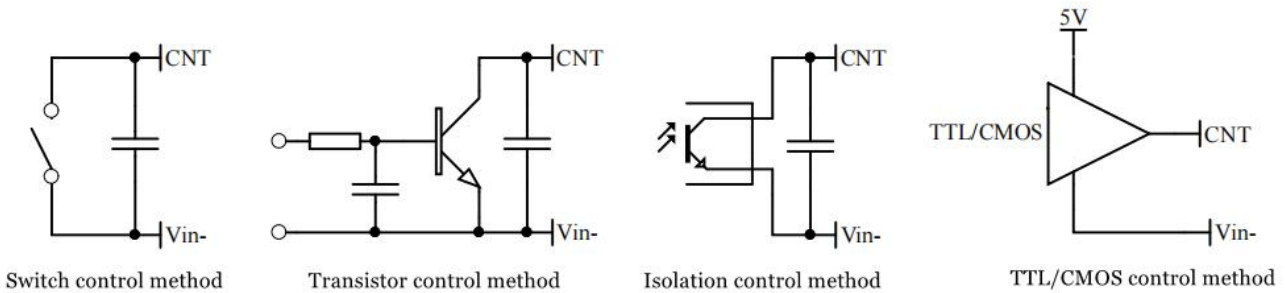 5V
CNT
CNT
CNT
TTL/CMOS
CNT
Vin-
Vin-
Vin-
Vin-
Switch control method
Transistor control method
Isolation control method
TTL/CMOS control method